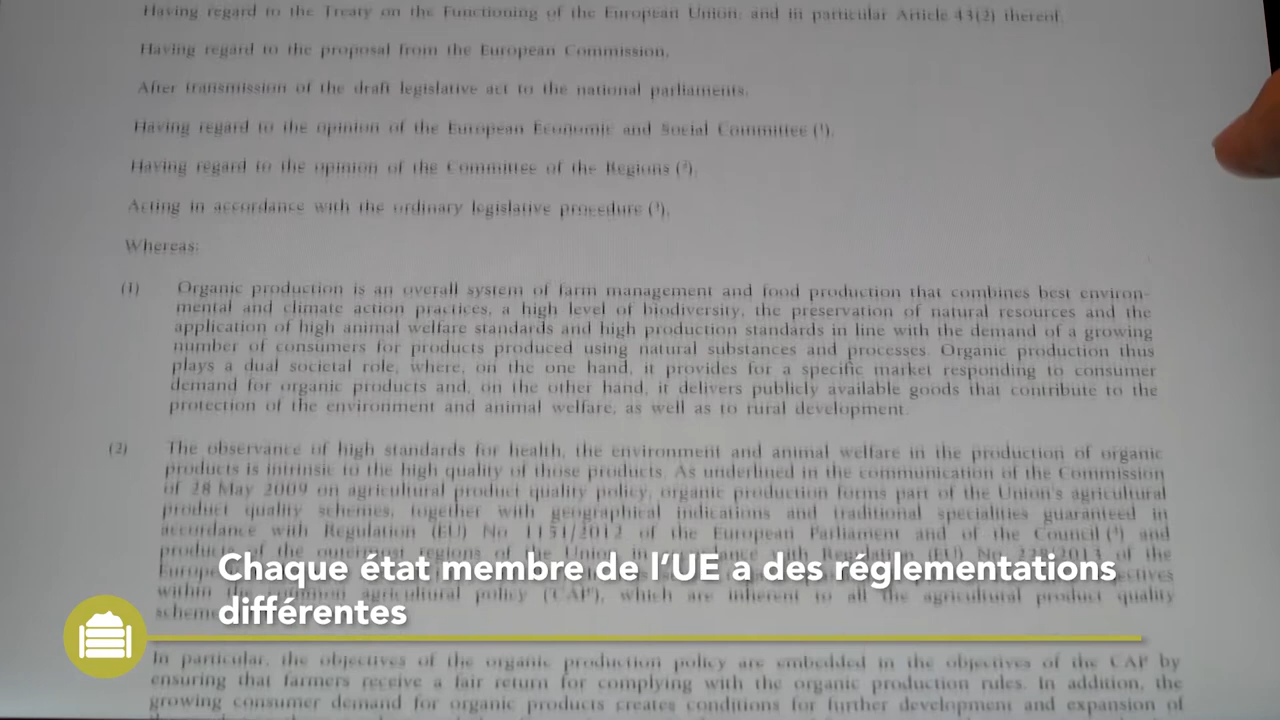 Having regard to the Treaty on the Functioning of the European Union, and in particular Article 43(2) thereof,
Having regard to the proposal from the European Commission,
After transmission of the draft legislative act to the national parliaments,
Having regard to the opinion of the European Economic and Social Committee (¹),
Having regard to the opinion of the Committee of the Regions (²),
Acting in accordance with the ordinary legislative procedure (³),
Whereas:
(1) Organic production is an overall system of farm management and food production that combines best environ-
mental and climate action practices, a high level of biodiversity, the preservation of natural resources and the
application of high animal welfare standards and high production standards in line with the demand of a growing
number of consumers for products produced using natural substances and processes. Organic production thus
plays a dual societal role, where, on the one hand, it provides for a specific market responding to consumer
demand for organic products and, on the other hand, it delivers publicly available goods that contribute to the
protection of the environment and animal welfare, as well as to rural development.
(2) The observance of high standards for health, the environment and animal welfare in the production of organic
products is intrinsic to the high quality of those products. As underlined in the communication of the Commission
of 28 May 2009 on agricultural product quality policy, organic production forms part of the Union's agricultural
product quality schemes, together with geographical indications and traditional specialities guaranteed in
accordance with Regulation (EU) No 1151/2012 of the European Parliament and of the Council (⁴) and
of the outermost regions of the Union in with Regulation (EU) No of the
within agricultural policy ('CAP'), which are inherent to all the agricultural product quality
Chaque état membre de l'UE a des réglementations
différentes
In particular, the objectives of the organic production policy are embedded in the objectives of the CAP by
ensuring that farmers receive a fair return for complying with the organic production rules. In addition, the
growing consumer demand for organic products creates conditions for further development and expansion of